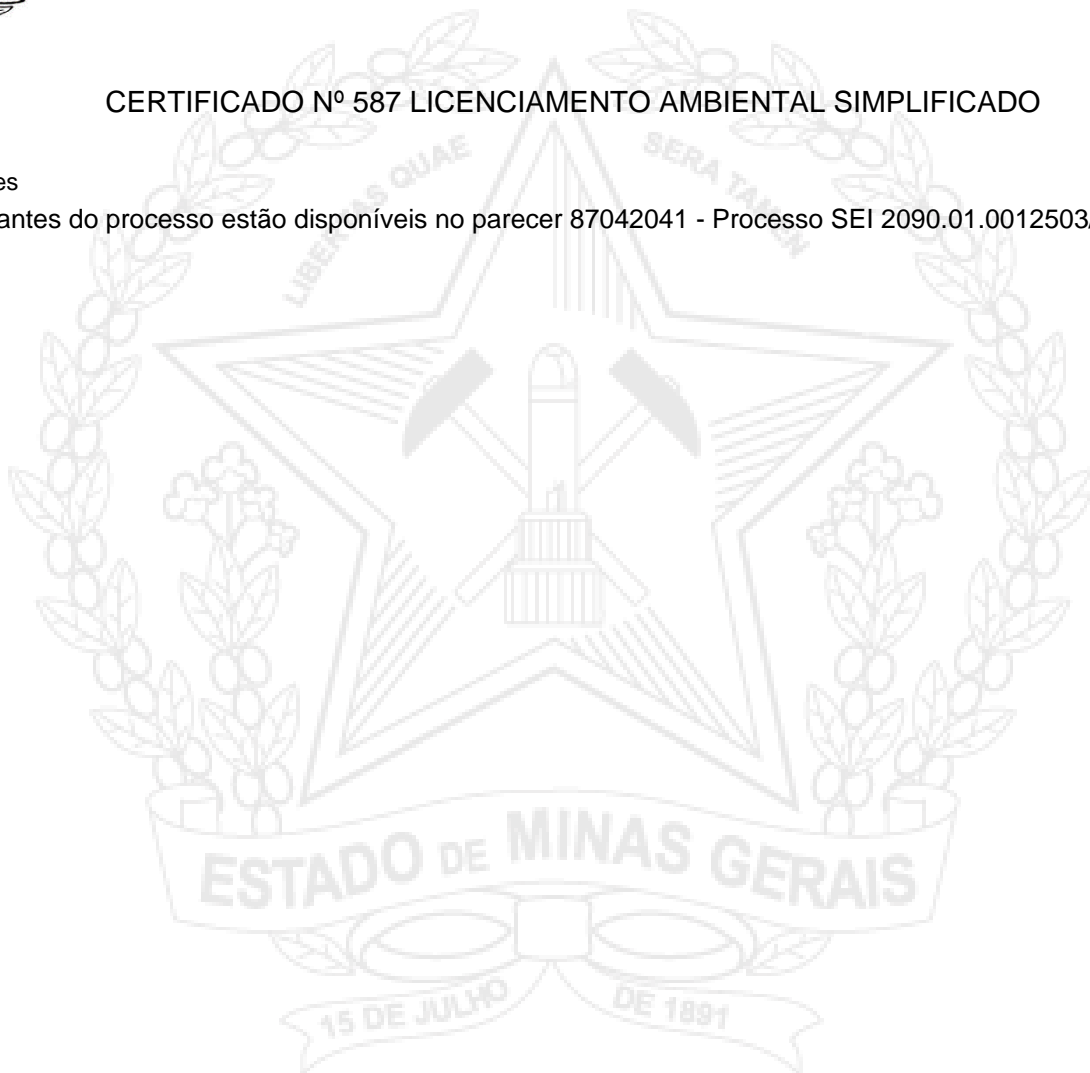 CERTIFICADO Nº 587 LICENCIAMENTO AMBIENTAL SIMPLIFICADO
es
antes do processo estão disponíveis no parecer 87042041 - Processo SEI 2090.01.0012503
LIBERTAS QUAE SERA TAMEN
ESTADO DE MINAS GERAIS
15 DE JULHO DE 1891